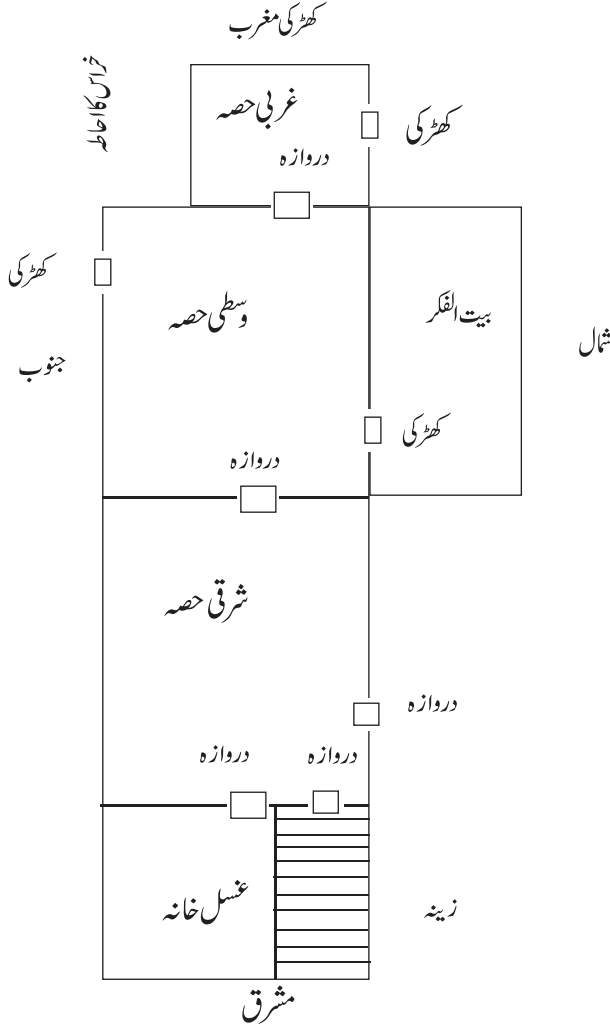 کھڑکی مغرب
خراس کا احاطہ
غربی حصہ
کھڑکی
دروازہ
کھڑکی
وسطی حصہ
بیت الفکر
شمال
جنوب
کھڑکی
دروازہ
شرقی حصہ
دروازہ
دروازہ
دروازہ
غسل خانہ
زینہ
مشرق